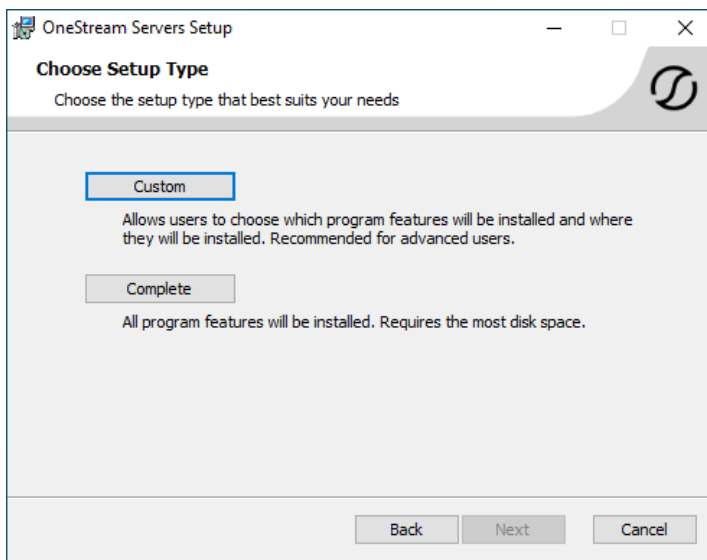 OneStream Servers Setup
Choose Setup Type
Choose the setup type that best suits your needs
Custom
Allows users to choose which program features will be installed and where
they will be installed. Recommended for advanced users.
Complete
All program features will be installed. Requires the most disk space.
Back
Next
Cancel